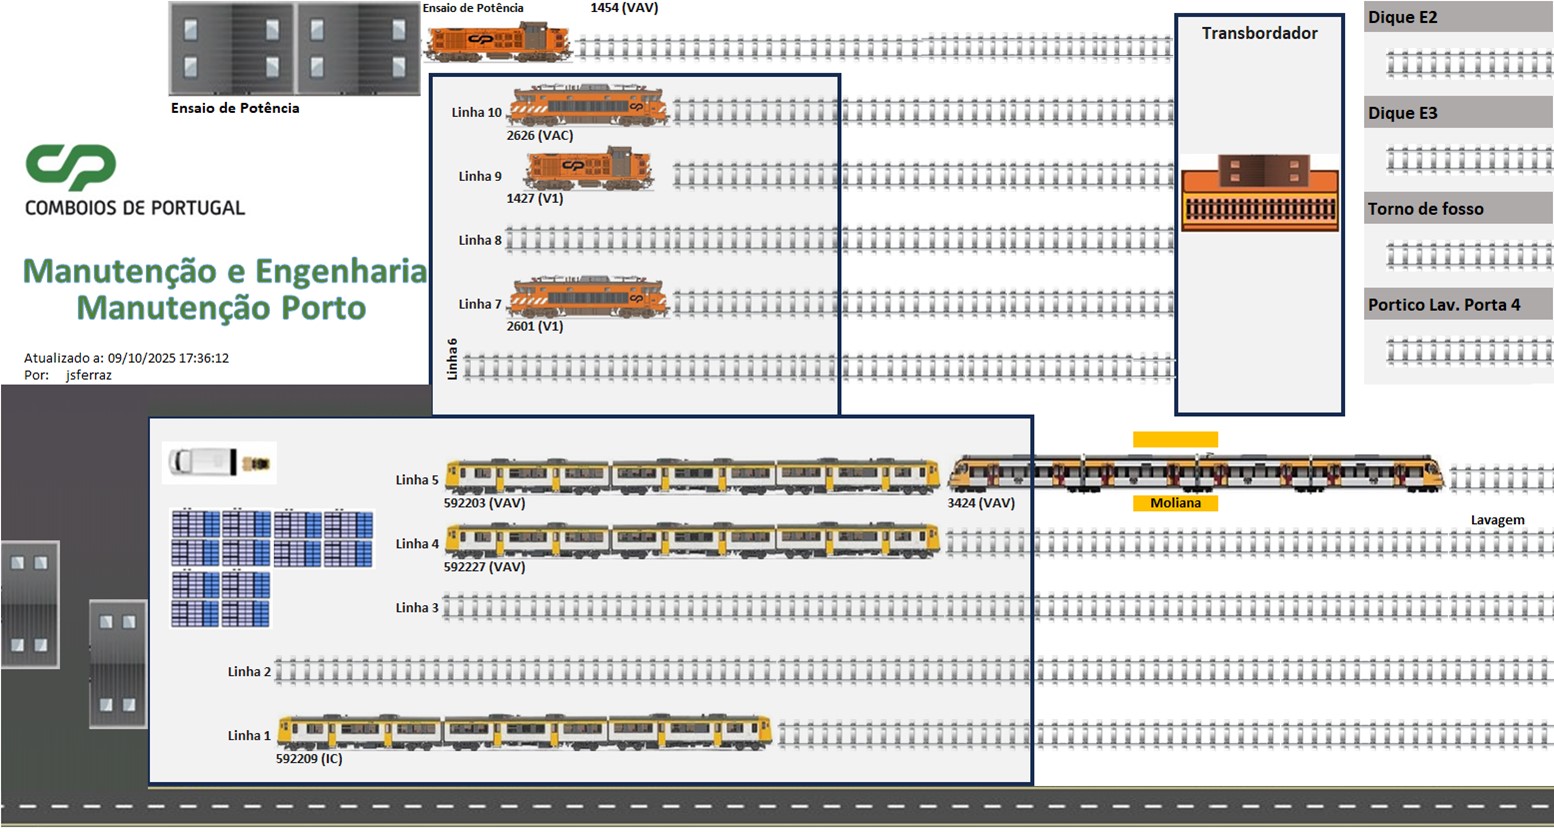 Ensaio de Potência
1454 (VAV)
Transbordador
Dique E2
Ensaio de Potência
Linha 10
2626 (VAC)
Dique E3
CP
COMBOIOS DE PORTUGAL
Linha 9
1427 (V1)
Torno de fosso
Linha 8
Manutenção e Engenharia
Manutenção Porto
Linha 7
2601 (V1)
Portico Lav. Porta 4
Atualizado a: 09/10/2025 17:36:12
Por: jsferraz
Linha6
Linha 5
592203 (VAV)
3424 (VAV)
Moliana
Lavagem
Linha 4
592227 (VAV)
Linha 3
Linha 2
Linha 1
592209 (IC)